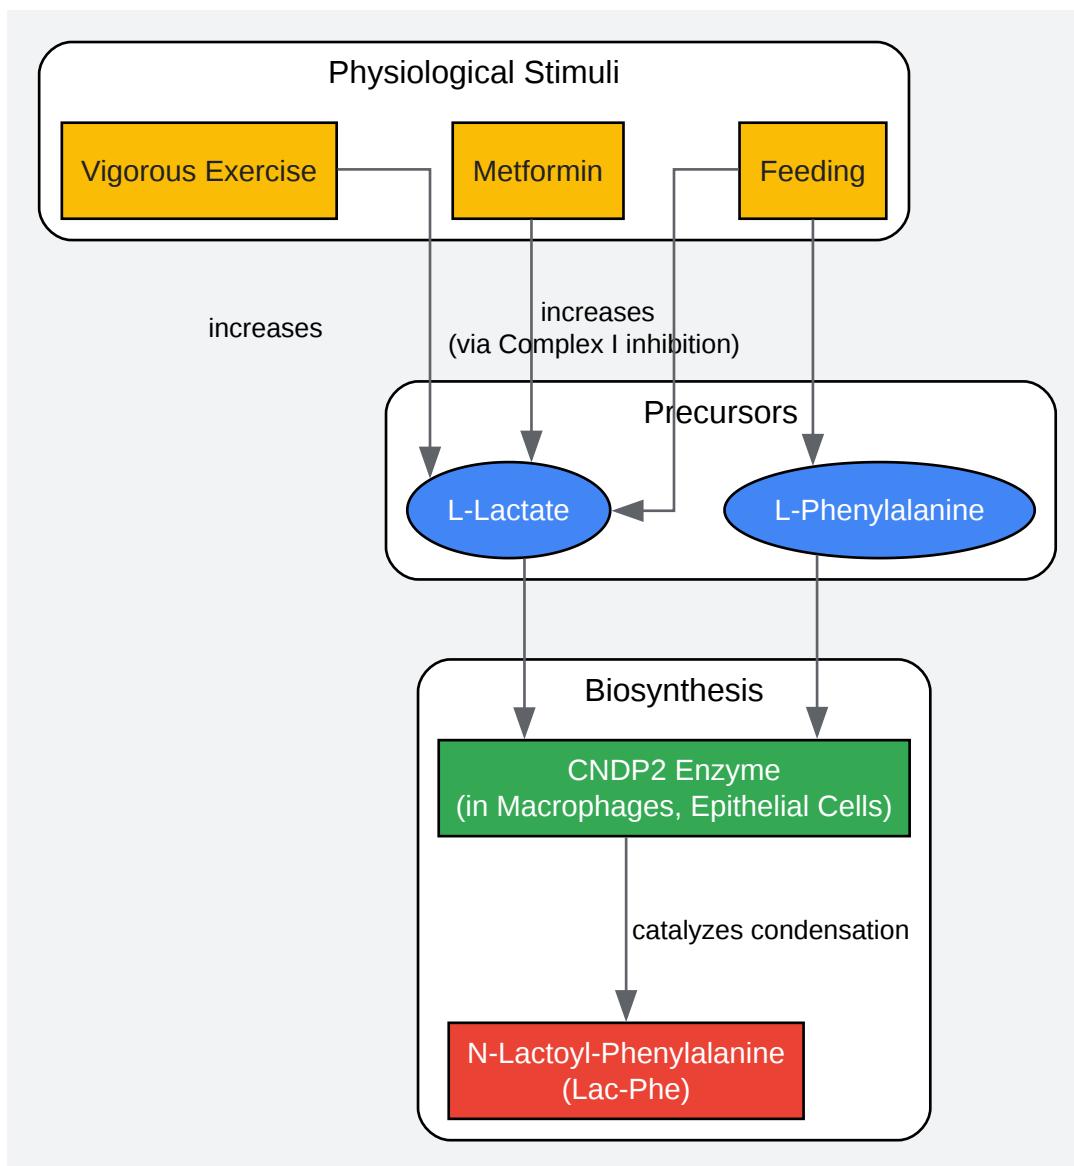 Physiological Stimuli
Vigorous Exercise
Metformin
Feeding
increases
increases
(via Complex I inhibition)
Precursors
L-Lactate
L-Phenylalanine
Biosynthesis
CNDP2 Enzyme
(in Macrophages, Epithelial Cells)
catalyzes condensation
N-Lactoyl-Phenylalanine
(Lac-Phe)